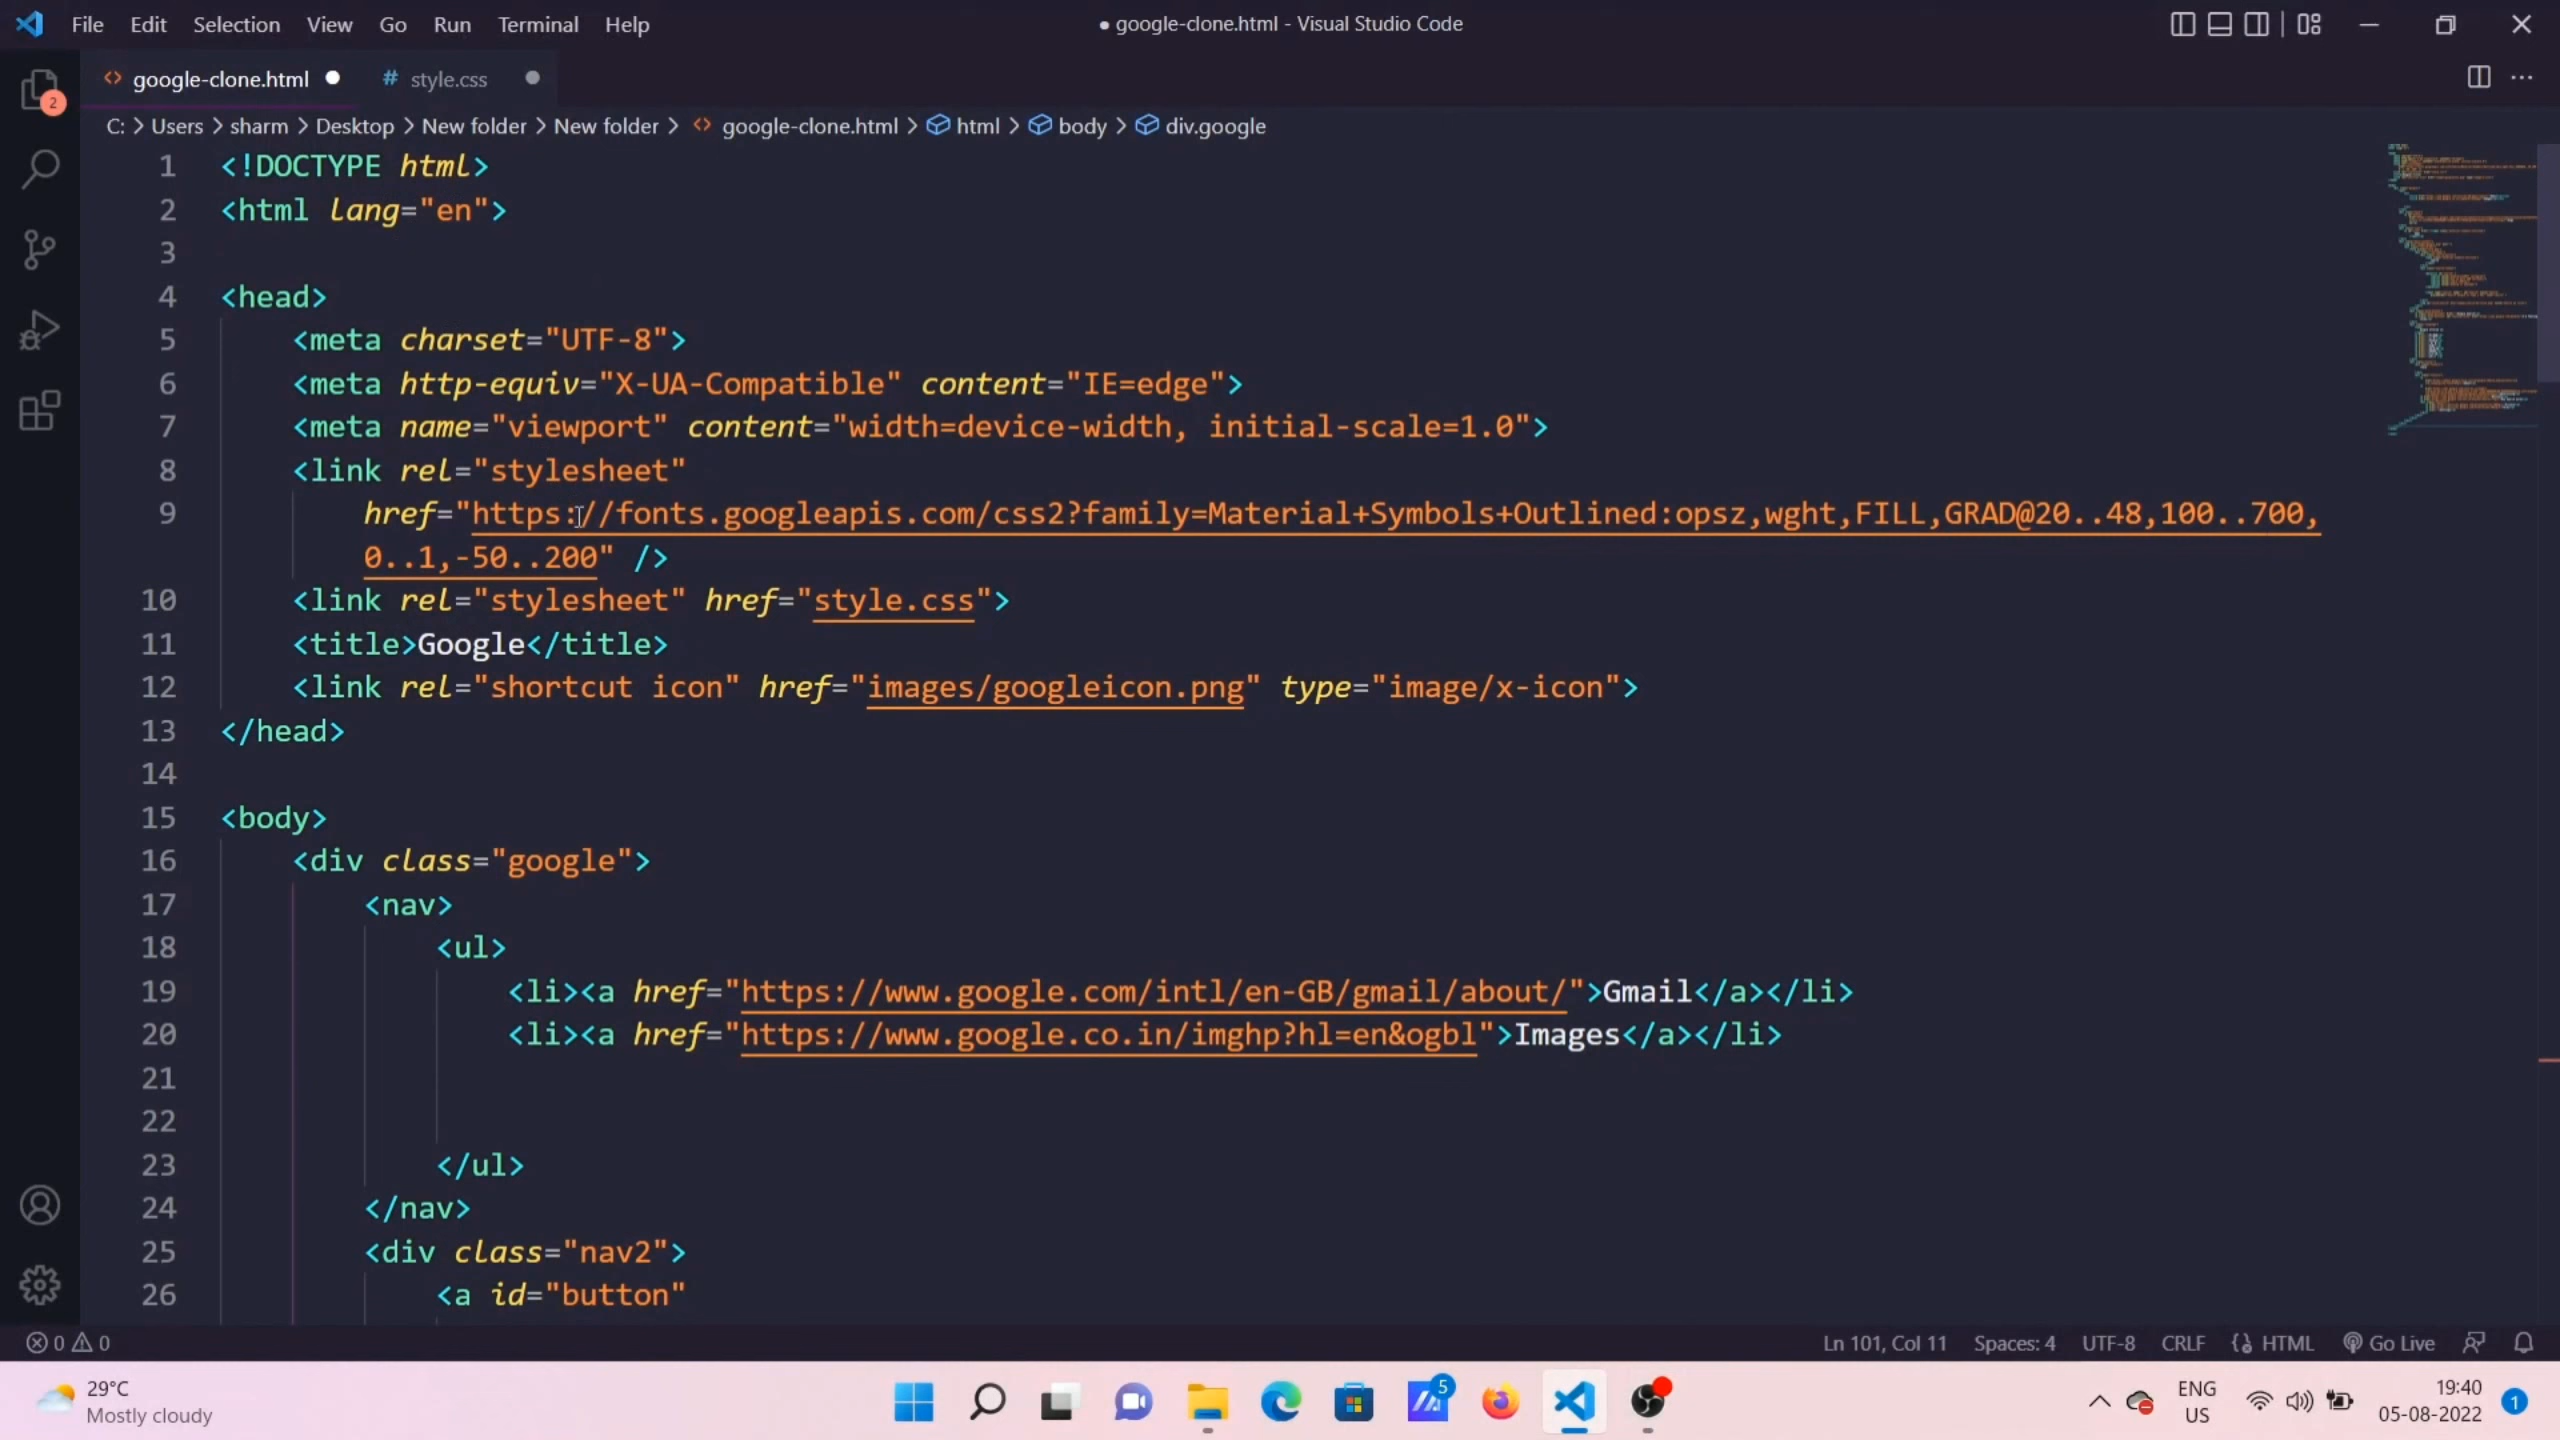 File Edit Selection View Go Run Terminal Help
● google-clone.html - Visual Studio Code
google-clone.html
# style.css
2
C: > Users > sharm > Desktop > New folder > New folder > google-clone.html > html > body > div.google
1 <!DOCTYPE html>
2 <html lang="en">
3
4 <head>
5 <meta charset="UTF-8">
6 <meta http-equiv="X-UA-Compatible" content="IE=edge">
7 <meta name="viewport" content="width=device-width, initial-scale=1.0">
8 <link rel="stylesheet"
9 href="https://fonts.googleapis.com/css2?family=Material+Symbols+Outlined:opsz,wght,FILL,GRAD@20..48,100..700,
0..1,-50..200" />
10 <link rel="stylesheet" href="style.css">
11 <title>Google</title>
12 <link rel="shortcut icon" href="images/googleicon.png" type="image/x-icon">
13 </head>
14
15 <body>
16 <div class="google">
17 <nav>
18 <ul>
19 <li><a href="https://www.google.com/intl/en-GB/gmail/about/">Gmail</a></li>
20 <li><a href="https://www.google.co.in/imghp?hl=en&ogbl">Images</a></li>
21
22
23 </ul>
24 </nav>
25 <div class="nav2">
26 <a id="button"
0 0
Ln 101, Col 11 Spaces: 4 UTF-8 CRLF HTML Go Live
29°C
Mostly cloudy
5
ENG
US
19:40
05-08-2022
1